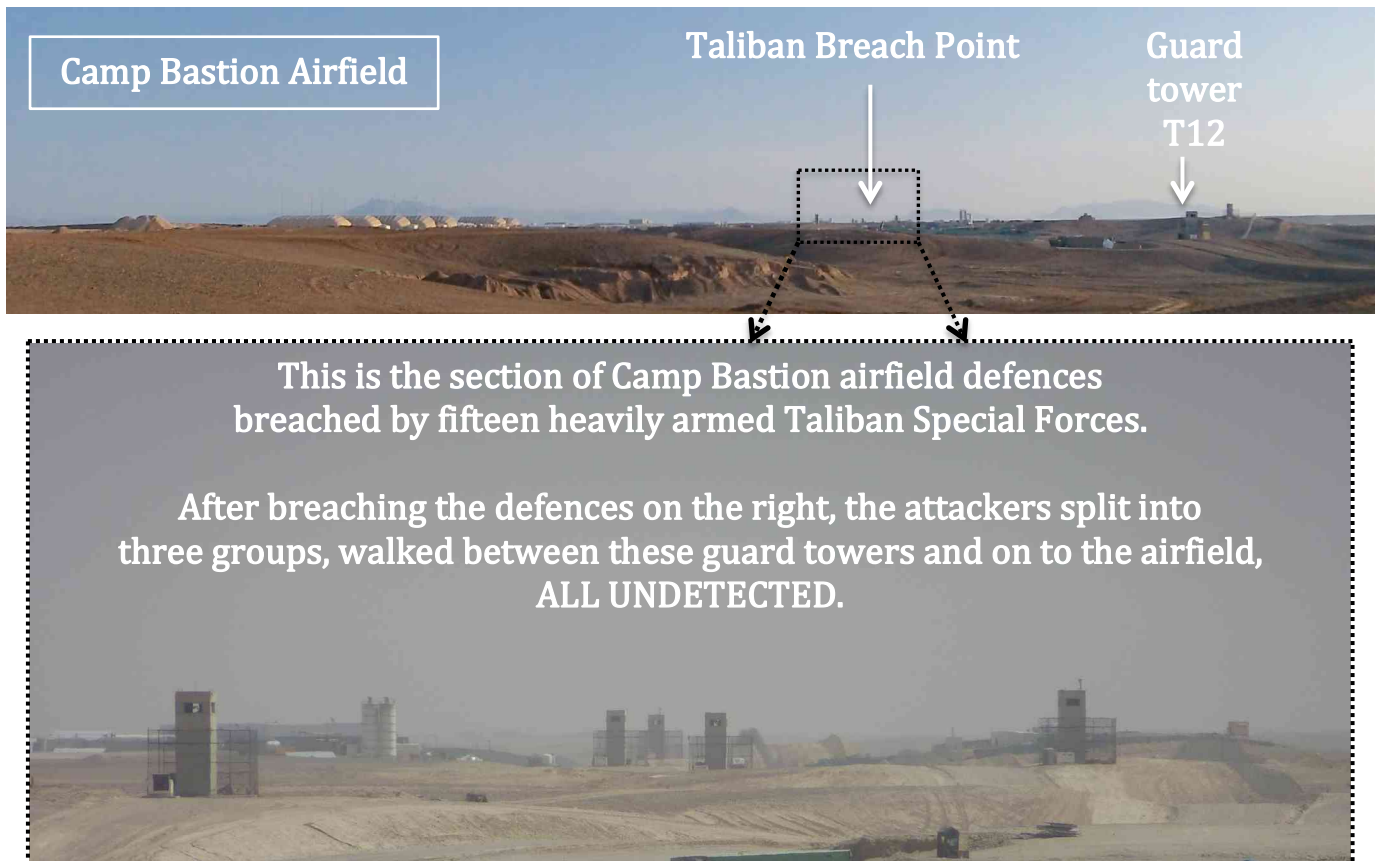 Camp Bastion Airfield
Taliban Breach Point
Guard
tower
T12
This is the section of Camp Bastion airfield defences
breached by fifteen heavily armed Taliban Special Forces.
After breaching the defences on the right, the attackers split into
three groups, walked between these guard towers and on to the airfield,
ALL UNDETECTED.